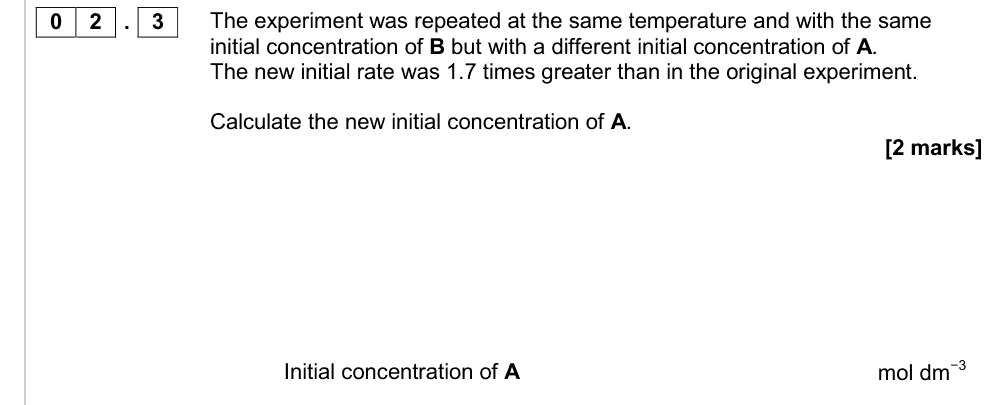 0 2 . 3 The experiment was repeated at the same temperature and with the same
initial concentration of B but with a different initial concentration of A.
The new initial rate was 1.7 times greater than in the original experiment.
Calculate the new initial concentration of A.
[2 marks]
Initial concentration of A mol dm⁻³